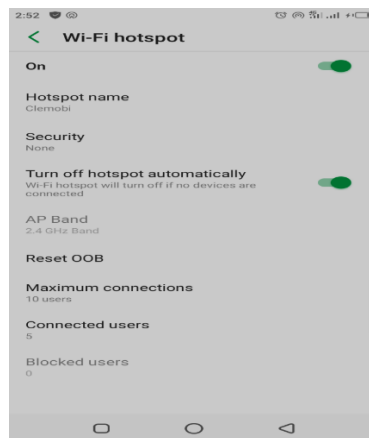 2:52
Wi-Fi hotspot
On
Hotspot name
Clemobi
Security
None
Turn off hotspot automatically
Wi-Fi hotspot will turn off if no devices are
connected
AP Band
2.4 GHz Band
Reset OOB
Maximum connections
10 users
Connected users
5
Blocked users
0